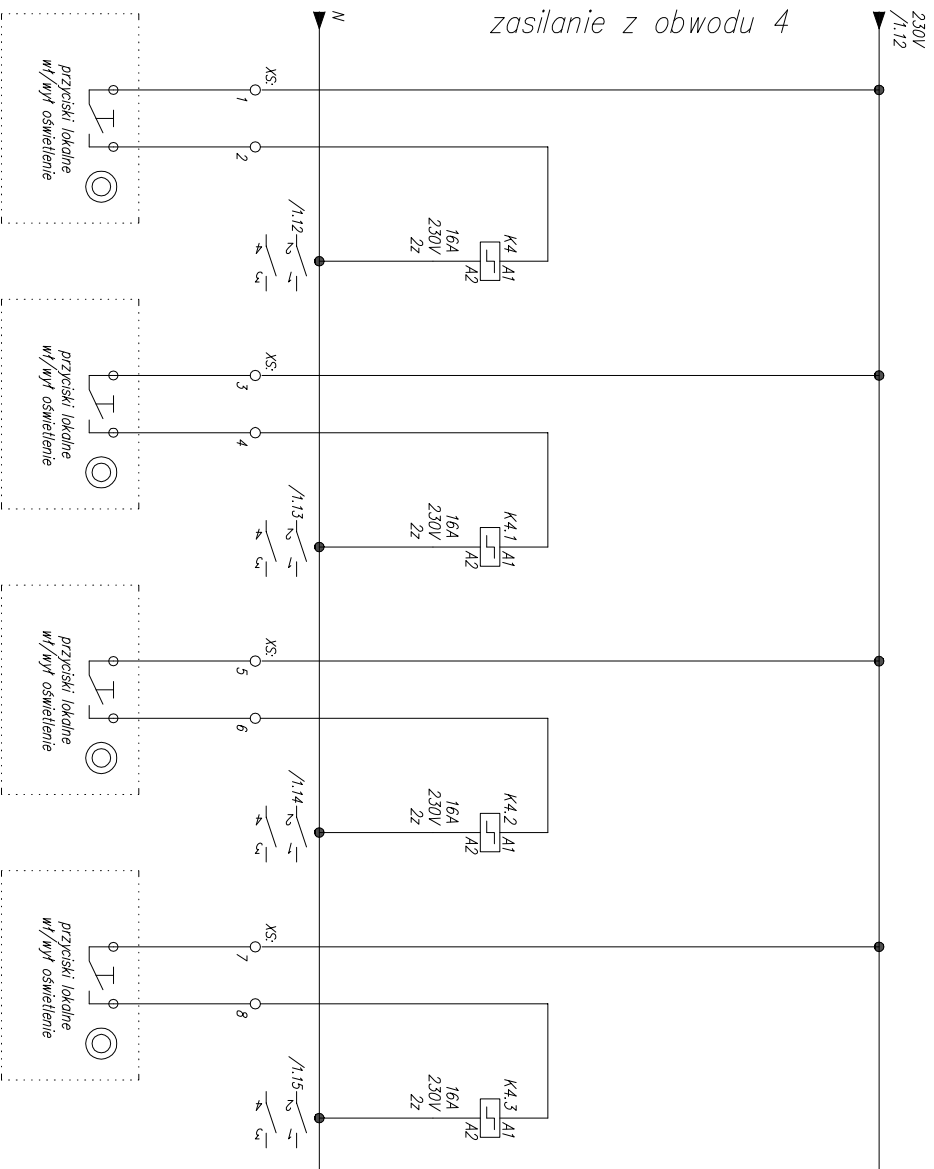 zasilanie z obwodu 4
230V
/1.12
N
XS:
1
2
K4
A1
A2
16A
230V
2z
/1.12
2
1
4
3
przyciski lokalne
wł/wył oświetlenie
XS:
3
4
K4.1
A1
A2
16A
230V
2z
/1.13
2
1
4
3
przyciski lokalne
wł/wył oświetlenie
XS:
5
6
K4.2
A1
A2
16A
230V
2z
/1.14
2
1
4
3
przyciski lokalne
wł/wył oświetlenie
XS:
7
8
K4.3
A1
A2
16A
230V
2z
/1.15
2
1
4
3
przyciski lokalne
wł/wył oświetlenie